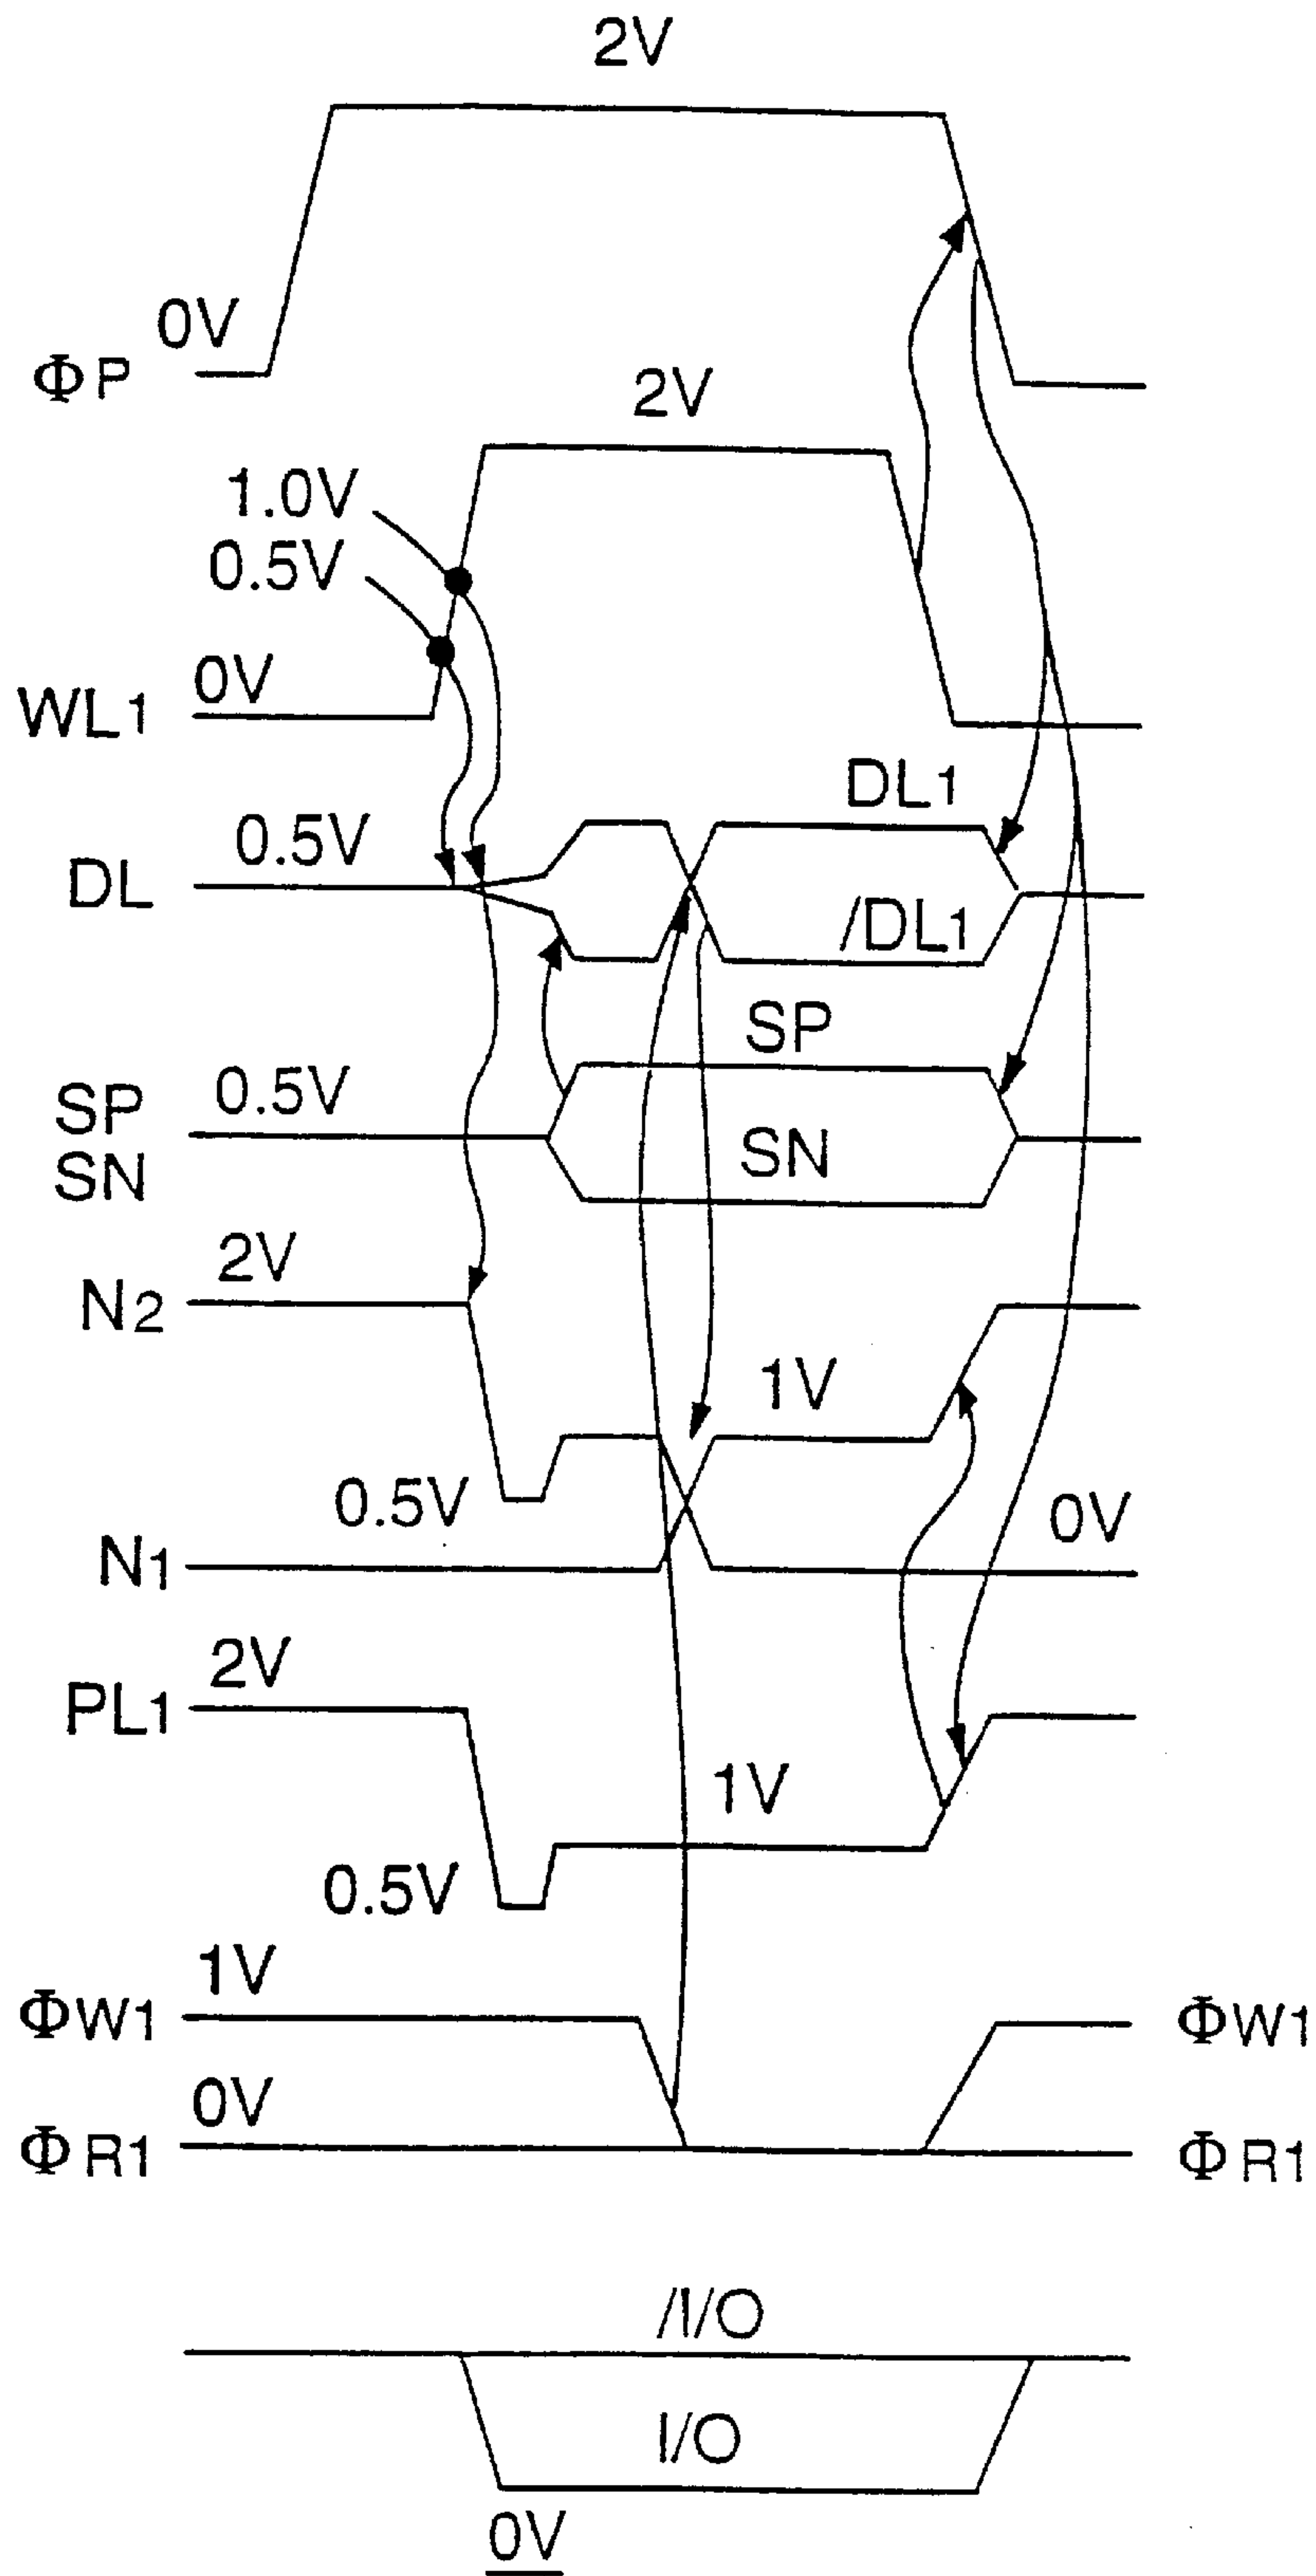 2V
0V
ΦP
2V
1.0V
0.5V
0V
WL1
DL1
0.5V
DL
/DL1
SP
0.5V
SP
SN
SN
2V
N2
1V
0.5V
0V
N1
2V
PL1
1V
0.5V
1V
ΦW1 ΦW1
0V
ΦR1 ΦR1
/I/O
I/O
0V